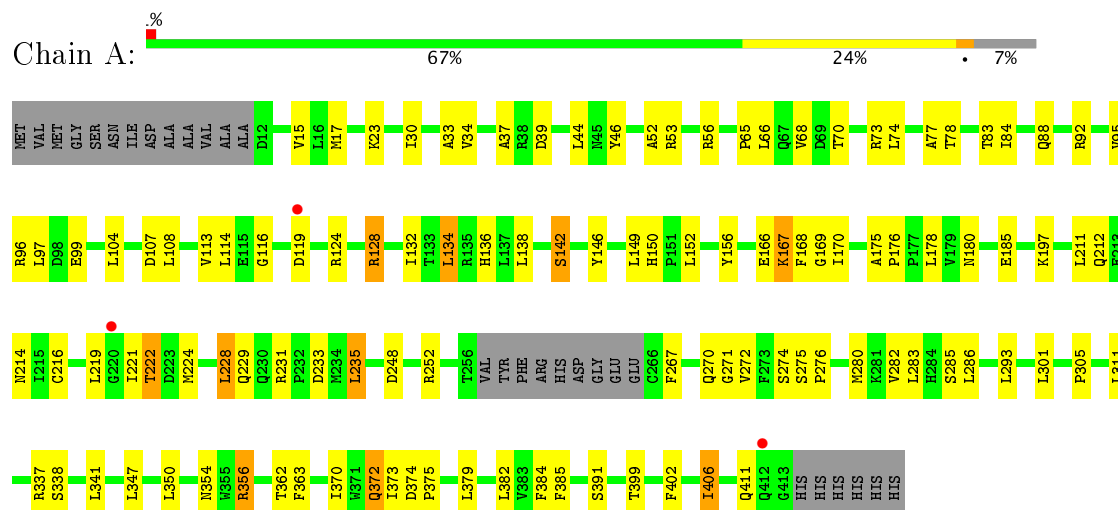 .%
Chain A:
67% 24% • 7%
MET VAL MET GLY SER ASN ILE ASP ALA ALA VAL ALA ALA D12 V15 L16 M17 K23 I30 A33 V34 A37 R38 D39 L44 N45 Y46 A52 R53 R56 P65 L66 Q67 V68 D69 T70 R73 L74 A77 T78 T83 I84 Q88 R92 V95
R96 L97 D98 E99 L104 D107 L108 V113 L114 E115 G116 D119 R124 R128 I132 T133 L134 R135 H136 L137 L138 S142 Y146 L149 H150 P151 L152 Y156 E166 K167 F168 G169 I170 A175 P176 P177 L178 V179 N180 E185 K197 L211 Q212 E213
N214 I215 C216 L219 G220 I221 T222 D223 M224 L228 Q229 Q230 R231 P232 D233 M234 L235 D248 R252 T256 VAL TYR PHE ARG HIS ASP GLY GLU GLU C266 F267 Q270 G271 V272 F273 S274 S275 P276 M280 K281 V282 L283 H284 S285 L286 L293 L301 P305 L311
R337 S338 L341 L347 L350 N354 W355 R356 T362 F363 I370 W371 Q372 I373 D374 P375 L379 L382 V383 F384 F385 S391 T399 F402 I406 Q411 Q412 G413 HIS HIS HIS HIS HIS HIS